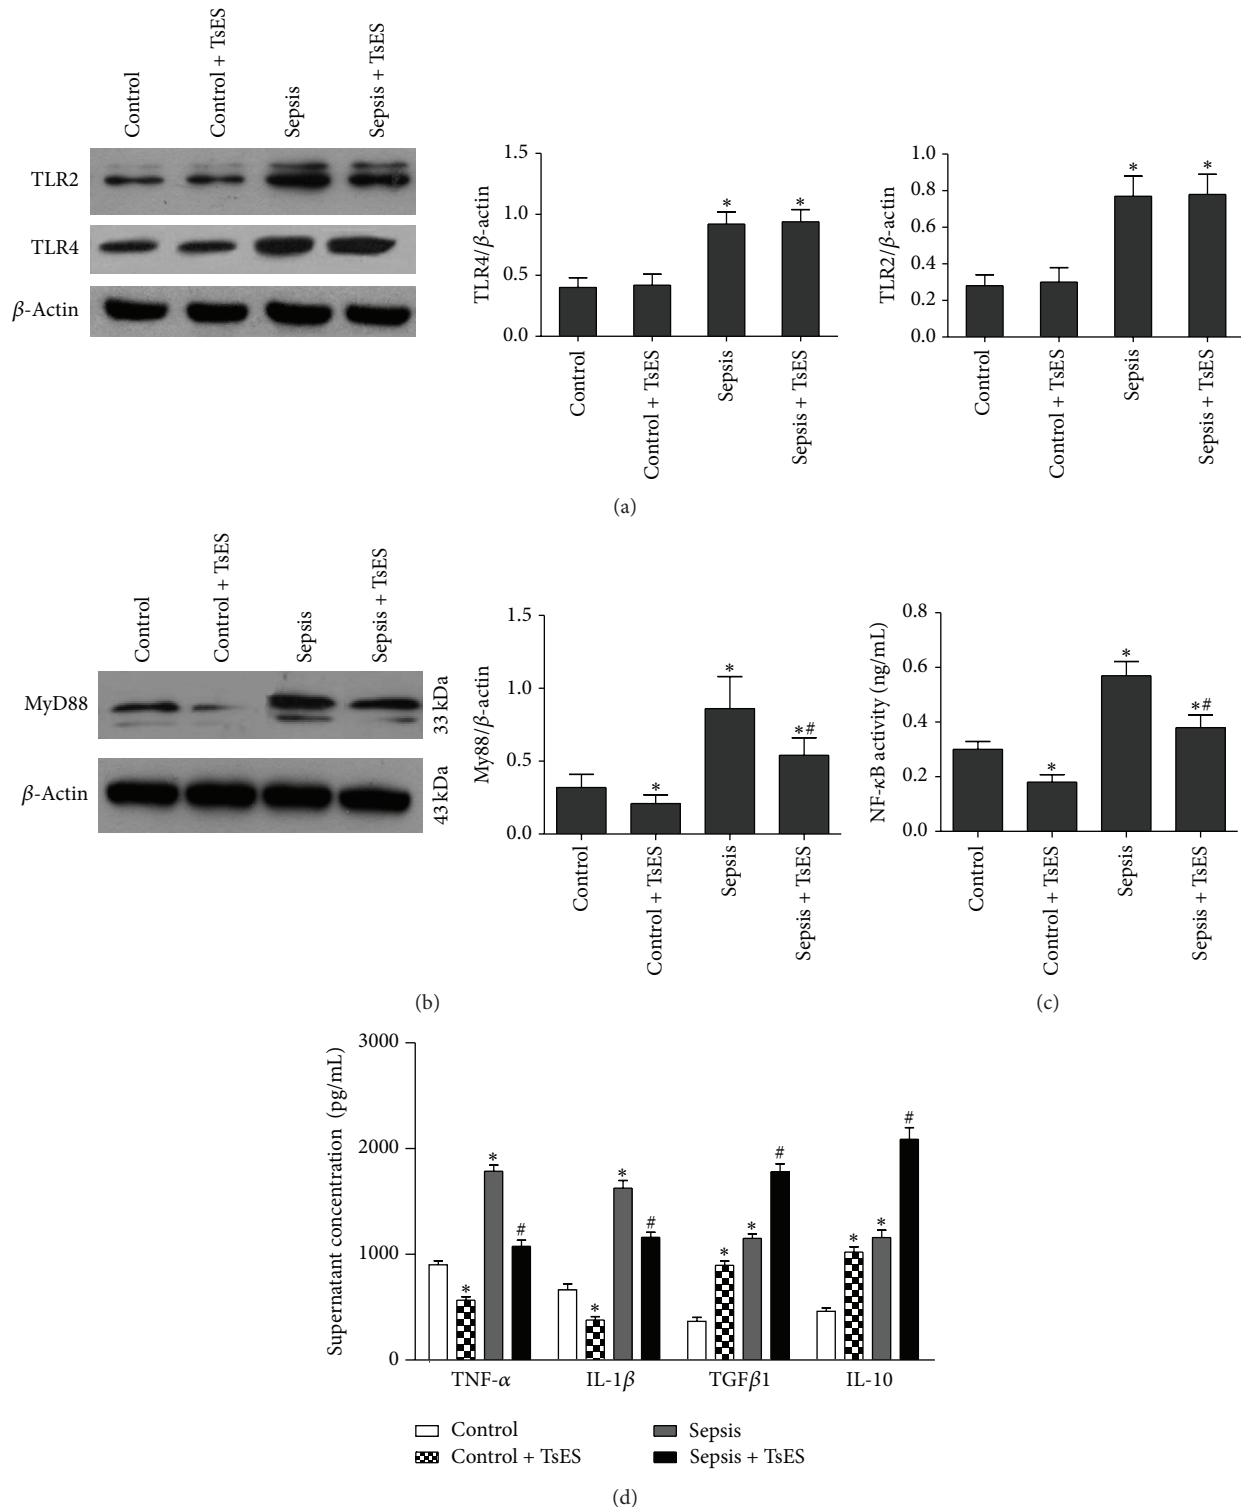 Control
Control + TsES
Sepsis
Sepsis + TsES
TLR2
TLR4
β-Actin
TLR4/β-actin
1.5
1.0
0.5
0.0
Control
Control + TsES
Sepsis
Sepsis + TsES
* *
TLR2/β-actin
1.0
0.8
0.6
0.4
0.2
0.0
Control
Control + TsES
Sepsis
Sepsis + TsES
* *
(a)
Control
Control + TsES
Sepsis
Sepsis + TsES
MyD88
33 kDa
β-Actin
43 kDa
My88/β-actin
1.5
1.0
0.5
0.0
* * *#
Control
Control + TsES
Sepsis
Sepsis + TsES
(b)
NF-κB activity (ng/mL)
0.8
0.6
0.4
0.2
0.0
* * *#
Control
Control + TsES
Sepsis
Sepsis + TsES
(c)
Supernatant concentration (pg/mL)
3000
2000
1000
0
* * #
* * #
* * #
* * #
TNF-α IL-1β TGFβ1 IL-10
Control Sepsis
Control + TsES Sepsis + TsES
(d)